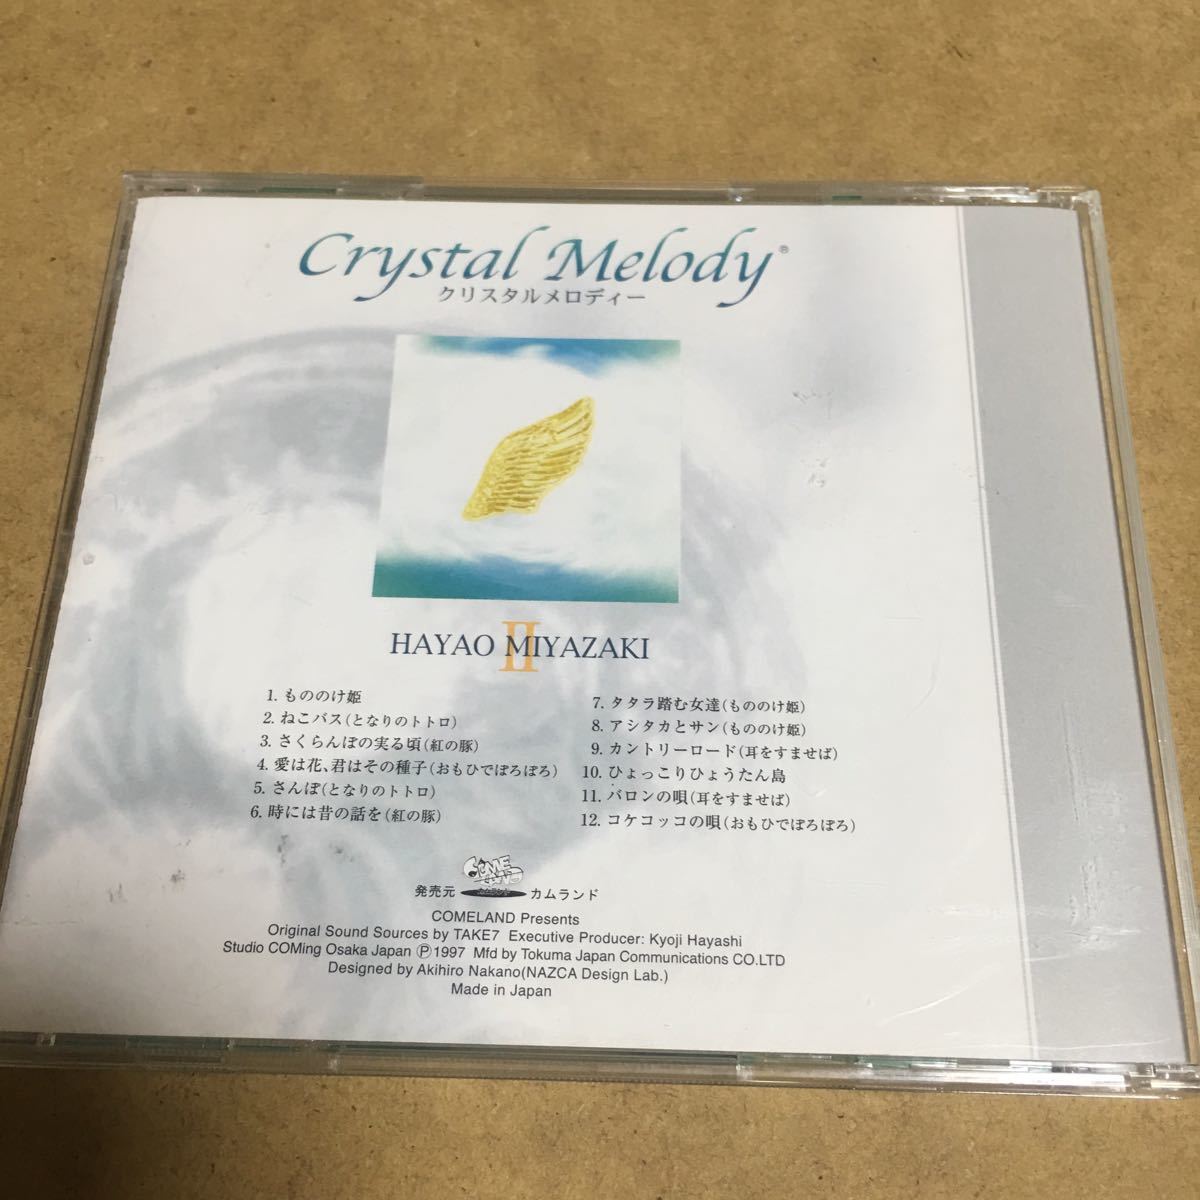 Crystal Melody®
クリスタルメロディー
HAYAO MIYAZAKI
II
1. もののけ姫
2. ねこバス(となりのトトロ)
3. さくらんぼの実る頃(紅の豚)
4. 愛は花、君はその種子(おもひでぽろぽろ)
5. さんぽ(となりのトトロ)
6. 時には昔の話を(紅の豚)
7. タタラ踏む女達(もののけ姫)
8. アシタカとサン(もののけ姫)
9. カントリーロード(耳をすませば)
10. ひょっこりひょうたん島
11. バロンの唄(耳をすませば)
12. コケコッコの唄(おもひでぽろぽろ)
COME LAND
発売元 カムランド
COMELAND Presents
Original Sound Sources by TAKE7 Executive Producer: Kyoji Hayashi
Studio COMing Osaka Japan Ⓟ1997 Mfd by Tokuma Japan Communications CO.LTD
Designed by Akihiro Nakano(NAZCA Design Lab.)
Made in Japan